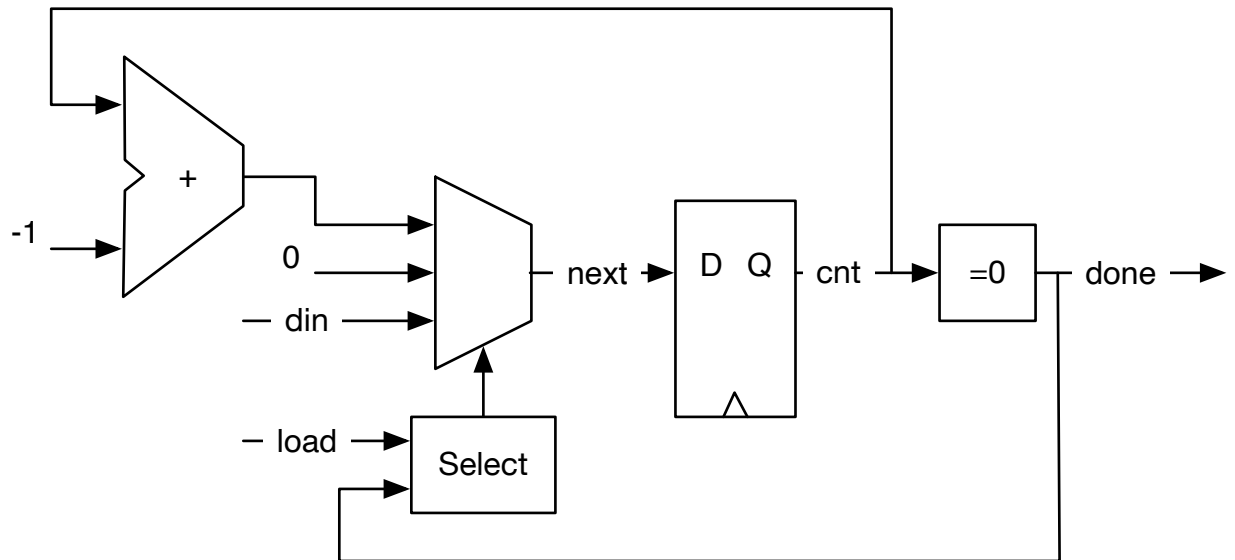 +
-1
0
din
next
D Q
cnt
=0
done
load
Select